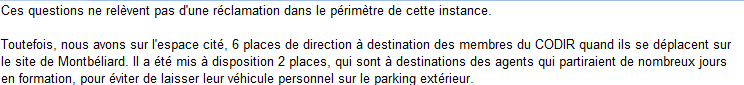 Ces questions ne relèvent pas d'une réclamation dans le périmètre de cette instance.
Toutefois, nous avons sur l'espace cité, 6 places de direction à destination des membres du CODIR quand ils se déplacent sur
le site de Montbéliard. Il a été mis à disposition 2 places, qui sont à destinations des agents qui partiraient de nombreux jours
en formation, pour éviter de laisser leur véhicule personnel sur le parking extérieur.